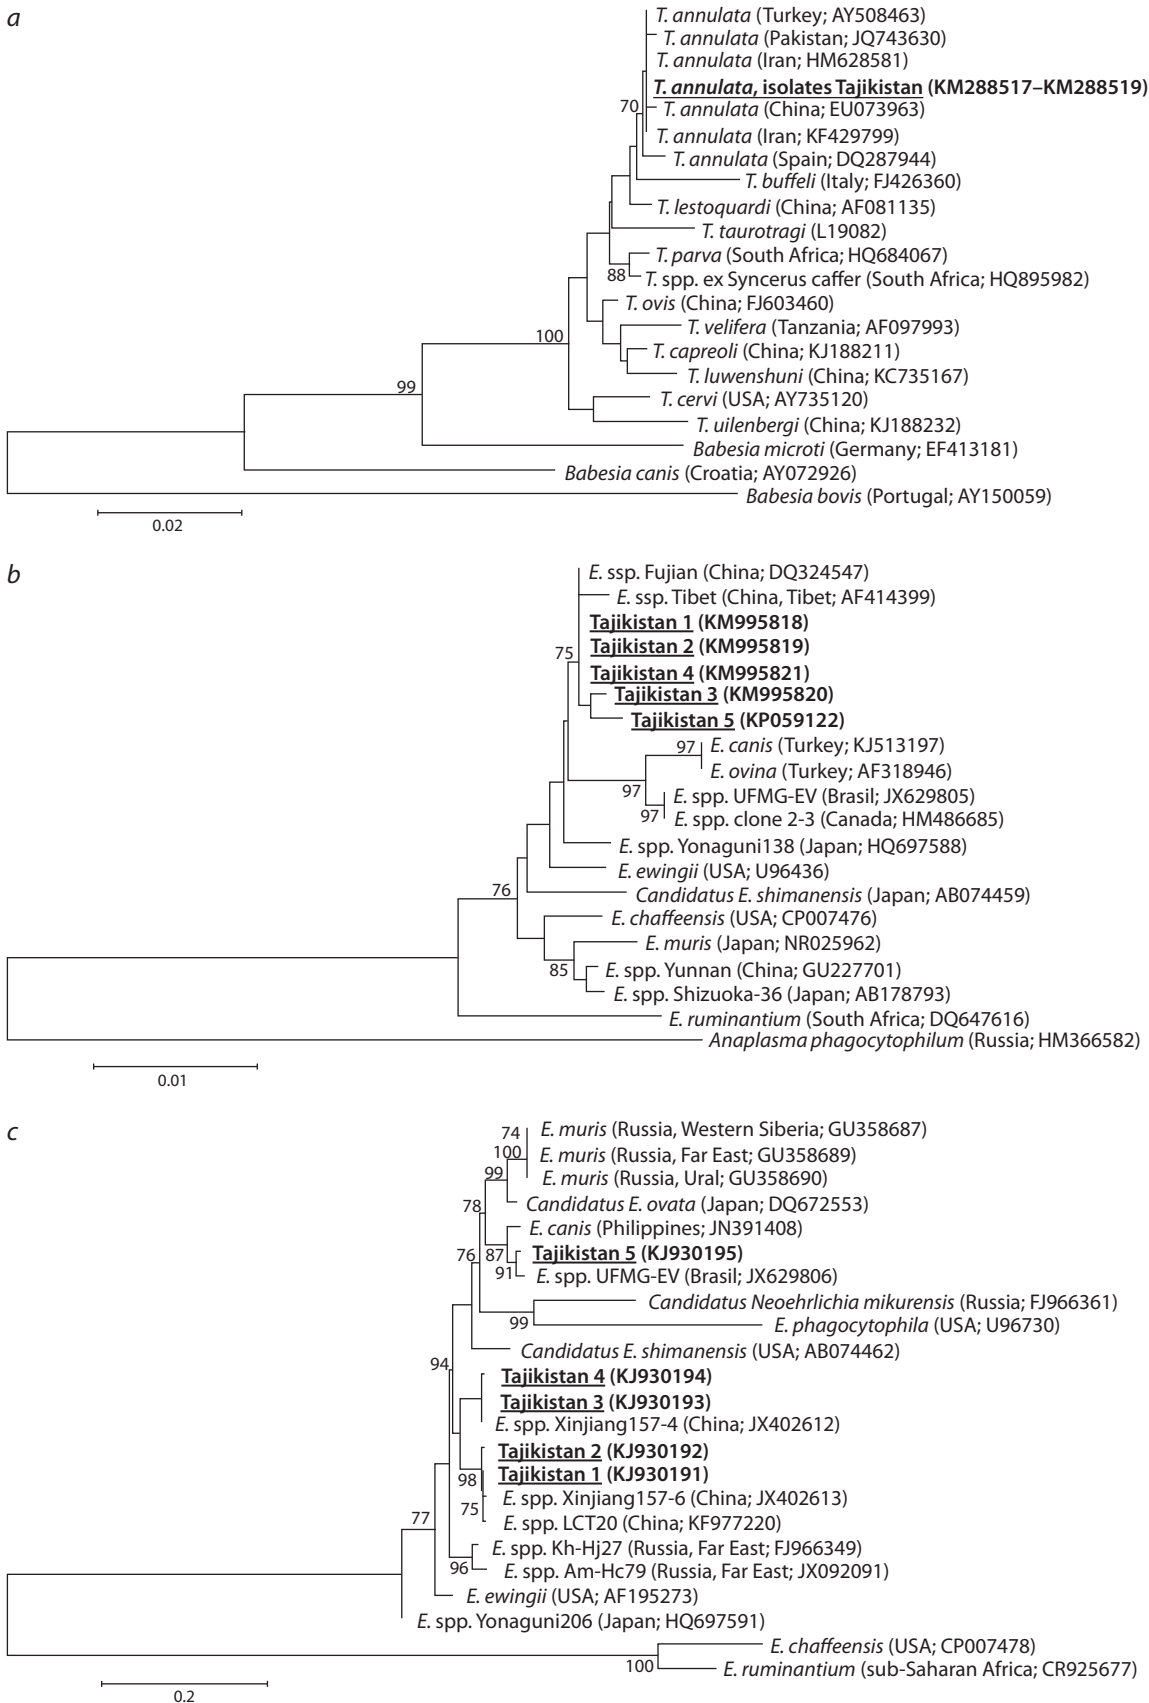 a
T. annulata (Turkey; AY508463)
T. annulata (Pakistan; JQ743630)
T. annulata (Iran; HM628581)
T. annulata, isolates Tajikistan (KM288517–KM288519)
70
T. annulata (China; EU073963)
T. annulata (Iran; KF429799)
T. annulata (Spain; DQ287944)
T. buffeli (Italy; FJ426360)
T. lestoquardi (China; AF081135)
T. taurotragi (L19082)
T. parva (South Africa; HQ684067)
88
T. spp. ex Syncerus caffer (South Africa; HQ895982)
T. ovis (China; FJ603460)
T. velifera (Tanzania; AF097993)
100
T. capreoli (China; KJ188211)
T. luwenshuni (China; KC735167)
99
T. cervi (USA; AY735120)
T. uilenbergi (China; KJ188232)
Babesia microti (Germany; EF413181)
Babesia canis (Croatia; AY072926)
Babesia bovis (Portugal; AY150059)
0.02
b
E. ssp. Fujian (China; DQ324547)
E. ssp. Tibet (China, Tibet; AF414399)
Tajikistan 1 (KM995818)
Tajikistan 2 (KM995819)
75
Tajikistan 4 (KM995821)
Tajikistan 3 (KM995820)
Tajikistan 5 (KP059122)
97
E. canis (Turkey; KJ513197)
E. ovina (Turkey; AF318946)
97
E. spp. UFMG-EV (Brasil; JX629805)
97
E. spp. clone 2-3 (Canada; HM486685)
E. spp. Yonaguni138 (Japan; HQ697588)
E. ewingii (USA; U96436)
76
Candidatus E. shimanensis (Japan; AB074459)
E. chaffeensis (USA; CP007476)
E. muris (Japan; NR025962)
85
E. spp. Yunnan (China; GU227701)
E. spp. Shizuoka-36 (Japan; AB178793)
E. ruminantium (South Africa; DQ647616)
Anaplasma phagocytophilum (Russia; HM366582)
0.01
c
74
E. muris (Russia, Western Siberia; GU358687)
100
E. muris (Russia, Far East; GU358689)
99
E. muris (Russia, Ural; GU358690)
78
Candidatus E. ovata (Japan; DQ672553)
E. canis (Philippines; JN391408)
76
87
Tajikistan 5 (KJ930195)
91
E. spp. UFMG-EV (Brasil; JX629806)
Candidatus Neoehrlichia mikurensis (Russia; FJ966361)
99
E. phagocytophila (USA; U96730)
Candidatus E. shimanensis (USA; AB074462)
94
Tajikistan 4 (KJ930194)
Tajikistan 3 (KJ930193)
E. spp. Xinjiang157-4 (China; JX402612)
Tajikistan 2 (KJ930192)
98
Tajikistan 1 (KJ930191)
E. spp. Xinjiang157-6 (China; JX402613)
75
E. spp. LCT20 (China; KF977220)
77
E. spp. Kh-Hj27 (Russia, Far East; FJ966349)
96
E. spp. Am-Hc79 (Russia, Far East; JX092091)
E. ewingii (USA; AF195273)
E. spp. Yonaguni206 (Japan; HQ697591)
E. chaffeensis (USA; CP007478)
100
E. ruminantium (sub-Saharan Africa; CR925677)
0.2